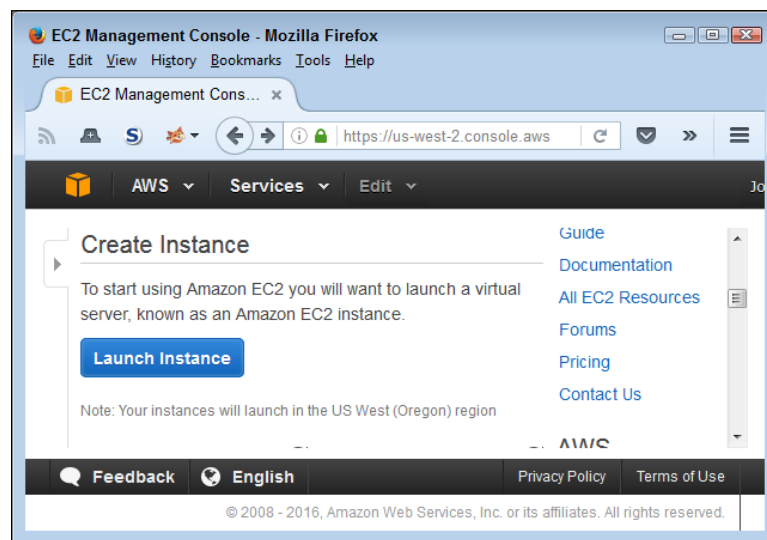 EC2 Management Console - Mozilla Firefox
File Edit View History Bookmarks Tools Help
EC2 Management Cons...
S https://us-west-2.console.aws
AWS Services Edit Jo
Create Instance
To start using Amazon EC2 you will want to launch a virtual
server, known as an Amazon EC2 instance.
Launch Instance
Note: Your instances will launch in the US West (Oregon) region
Guide
Documentation
All EC2 Resources
Forums
Pricing
Contact Us
AWS
Feedback English Privacy Policy Terms of Use
© 2008 - 2016, Amazon Web Services, Inc. or its affiliates. All rights reserved.